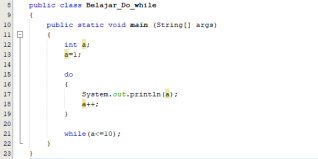 8 public class Belajar_Do_while
9 {
10 public static void main (String[] args)
11 {
12 int a;
13 a=1;
14
15 do
16 {
17 System.out.println(a);
18 a++;
19 }
20
21 while(a<=10);
22 }
23 }